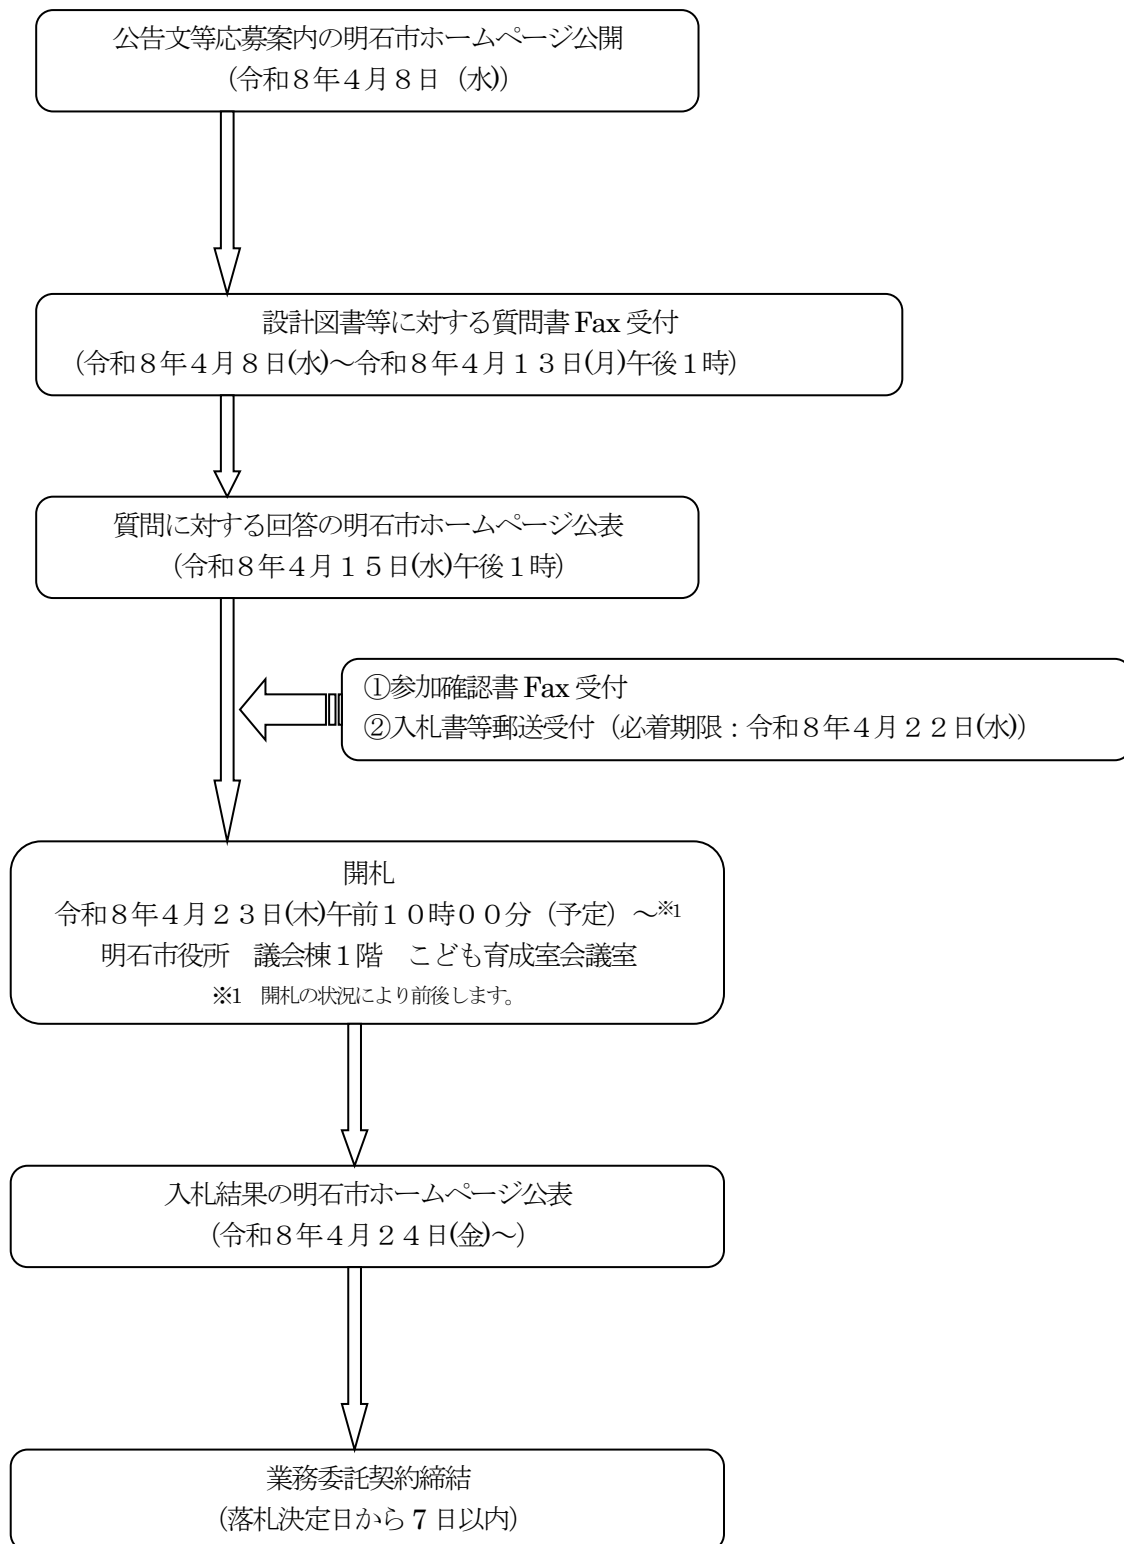 公告文等応募案内の明石市ホームページ公開
（令和８年４月８日（水））
設計図書等に対する質問書 Fax 受付
（令和８年４月８日(水)～令和８年４月１３日(月)午後１時）
質問に対する回答の明石市ホームページ公表
（令和８年４月１５日(水)午後１時）
①参加確認書 Fax 受付
②入札書等郵送受付（必着期限：令和８年４月２２日(水)）
開札
令和８年４月２３日(木)午前１０時００分（予定）～※1
明石市役所　議会棟１階　こども育成室会議室
※1　開札の状況により前後します。
入札結果の明石市ホームページ公表
（令和８年４月２４日(金)～）
業務委託契約締結
（落札決定日から 7 日以内）